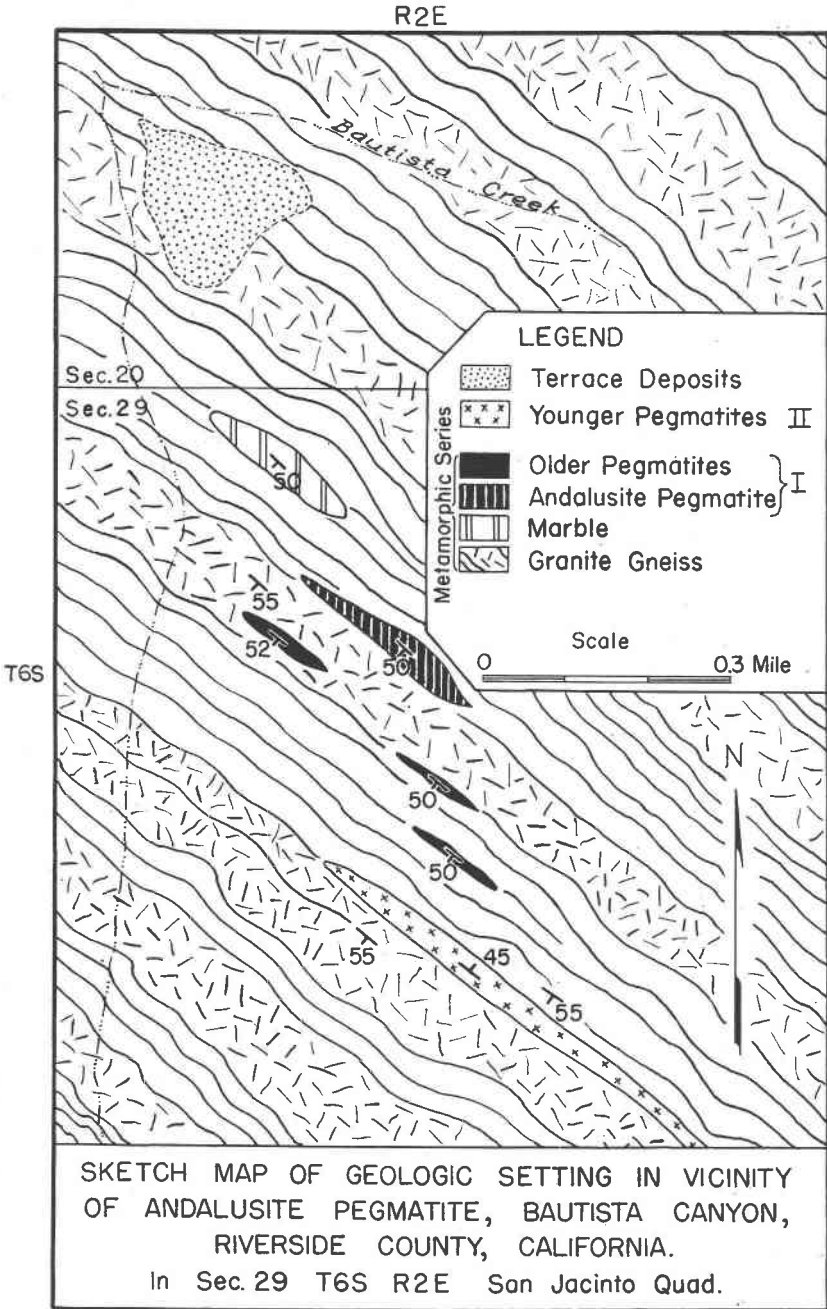 R2E
Bautista Creek
LEGEND
Terrace Deposits
Younger Pegmatites II
Older Pegmatites
Andalusite Pegmatite
I
Marble
Granite Gneiss
Metamorphic Series
Scale
0 0.3 Mile
Sec. 20
Sec. 29
50
55
52
50
T6S
N
50
50
55
45
55
SKETCH MAP OF GEOLOGIC SETTING IN VICINITY
OF ANDALUSITE PEGMATITE, BAUTISTA CANYON,
RIVERSIDE COUNTY, CALIFORNIA.
In Sec. 29 T6S R2E San Jacinto Quad.